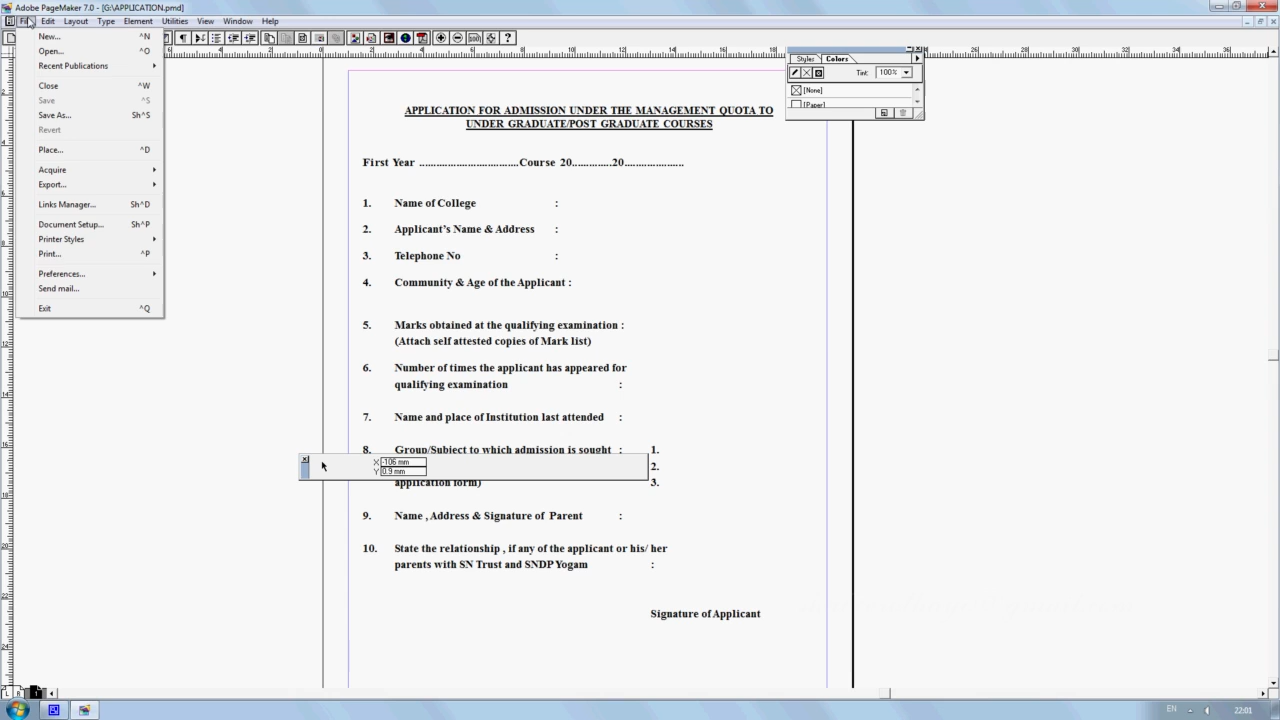 Adobe PageMaker 7.0 - [G:\APPLICATION.pmd]
File Edit Layout Type Element Utilities View Window Help
New... ^N
Open... ^O
Recent Publications
Close ^W
Save ^S
Save As... Sh^S
Revert
Place... ^D
Acquire
Export...
Links Manager... Sh^D
Document Setup... Sh^P
Printer Styles
Print... ^P
Preferences...
Send mail...
Exit ^Q
Styles Colors
Tint: 100%
[None]
[Paper]
APPLICATION FOR ADMISSION UNDER THE MANAGEMENT QUOTA TO
UNDER GRADUATE/POST GRADUATE COURSES
First Year ..................................Course 20.............20.....................
1. Name of College :
2. Applicant's Name & Address :
3. Telephone No :
4. Community & Age of the Applicant :
5. Marks obtained at the qualifying examination :
(Attach self attested copies of Mark list)
6. Number of times the applicant has appeared for
qualifying examination :
7. Name and place of Institution last attended :
8. Group/Subject to which admission is sought : 1.
2.
application form) 3.
X -106 mm
Y 0.9 mm
9. Name , Address & Signature of Parent :
10. State the relationship , if any of the applicant or his/ her
parents with SN Trust and SNDP Yogam :
Signature of Applicant
L R 1
EN 22:01